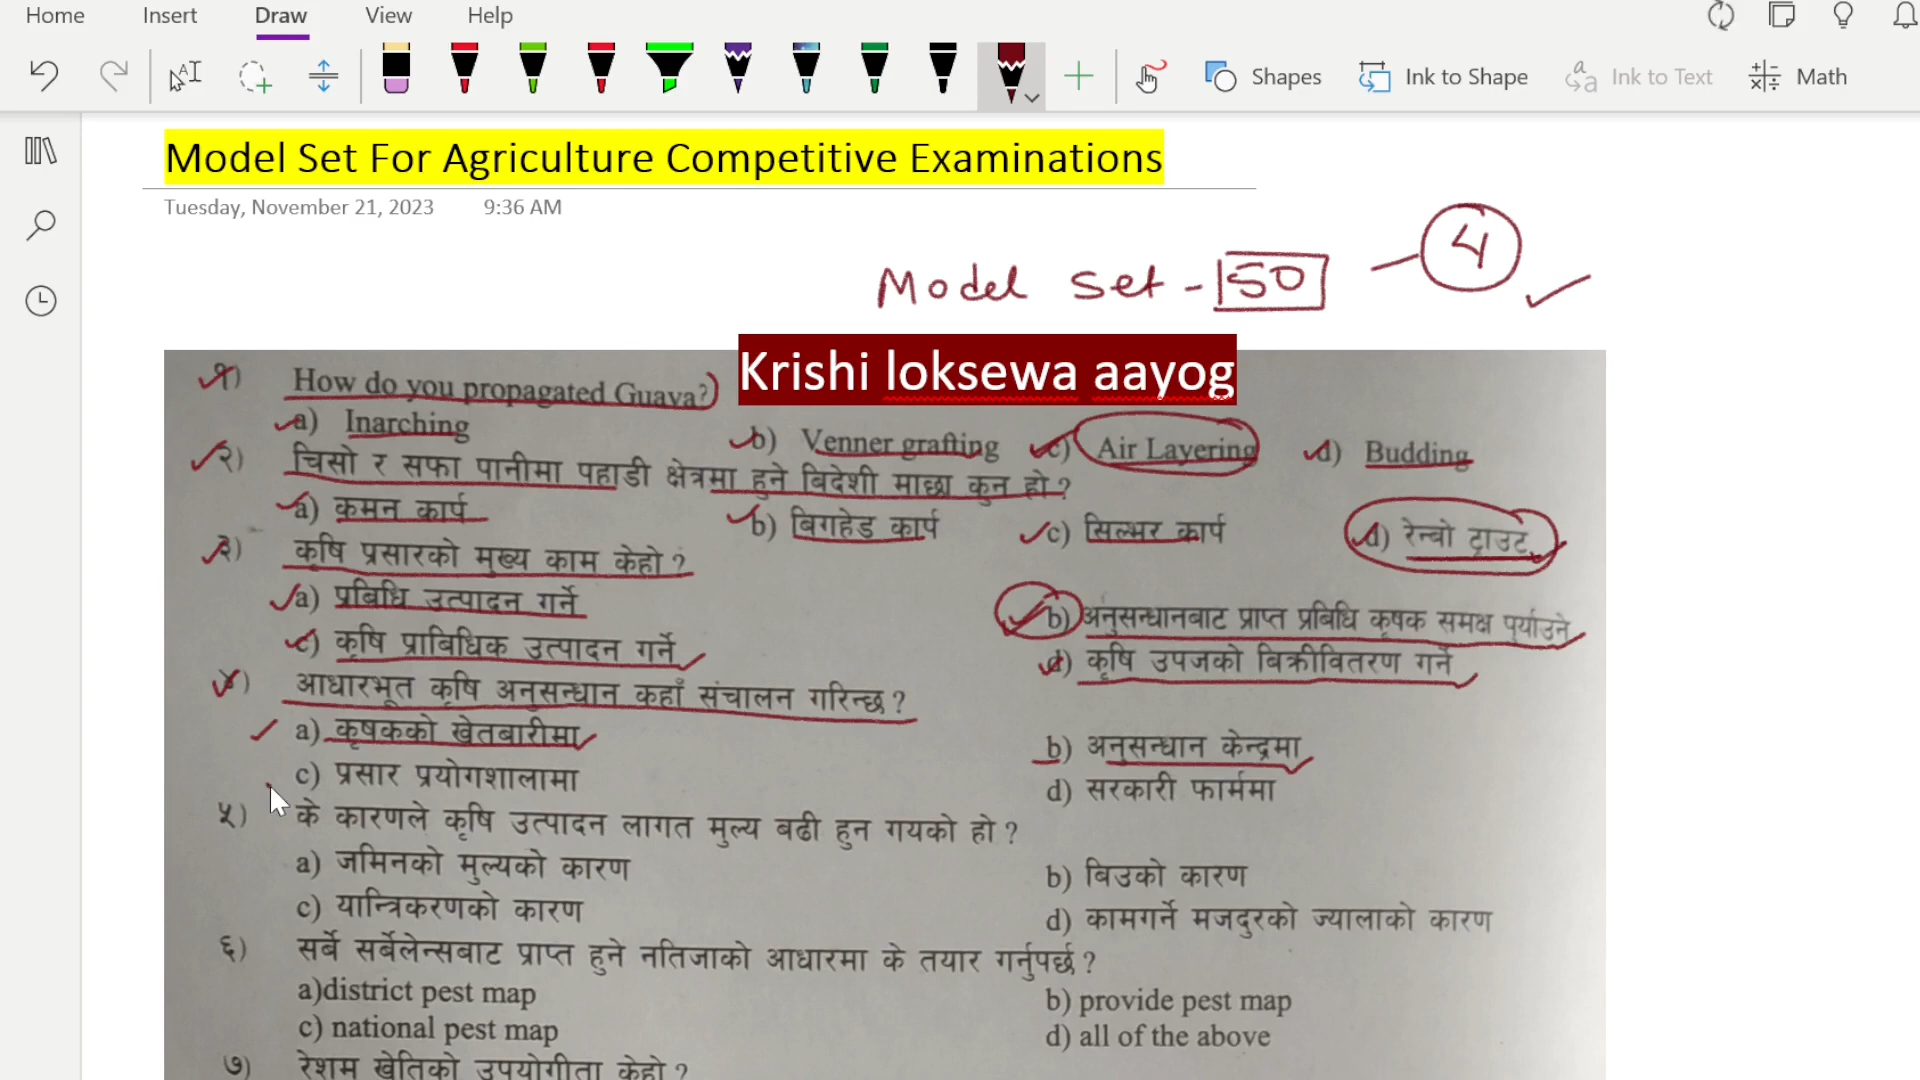 Home Insert Draw View Help
Shapes Ink to Shape Ink to Text Math
Model Set For Agriculture Competitive Examinations
Tuesday, November 21, 2023 9:36 AM
Model Set - 50 - 4
Krishi loksewa aayog
१) How do you propagated Guava?
a) Inarching b) Venner grafting c) Air Layering d) Budding
२) चिसो र सफा पानीमा पहाडी क्षेत्रमा हुने बिदेशी माछा कुन हो ?
a) कमन कार्प b) बिगहेड कार्प c) सिल्भर कार्प d) रेन्बो ट्राउट
३) कृषि प्रसारको मुख्य काम केहो ?
a) प्रबिधि उत्पादन गर्ने b) अनुसन्धानबाट प्राप्त प्रबिधि कृषक समक्ष पुर्याउने
c) कृषि प्राबिधिक उत्पादन गर्ने d) कृषि उपजको बिक्रीवितरण गर्ने
४) आधारभूत कृषि अनुसन्धान कहाँ संचालन गरिन्छ ?
a) कृषकको खेतबारीमा b) अनुसन्धान केन्द्रमा
c) प्रसार प्रयोगशालामा d) सरकारी फार्ममा
५) के कारणले कृषि उत्पादन लागत मुल्य बढी हुन गयको हो ?
a) जमिनको मुल्यको कारण b) बिउको कारण
c) यान्त्रिकरणको कारण d) कामगर्ने मजदुरको ज्यालाको कारण
६) सर्बे सर्बेलेन्सबाट प्राप्त हुने नतिजाको आधारमा के तयार गर्नुपर्छ ?
a)district pest map b) provide pest map
c) national pest map d) all of the above
७) रेशम खेतिको उपयोगीता केहो ?